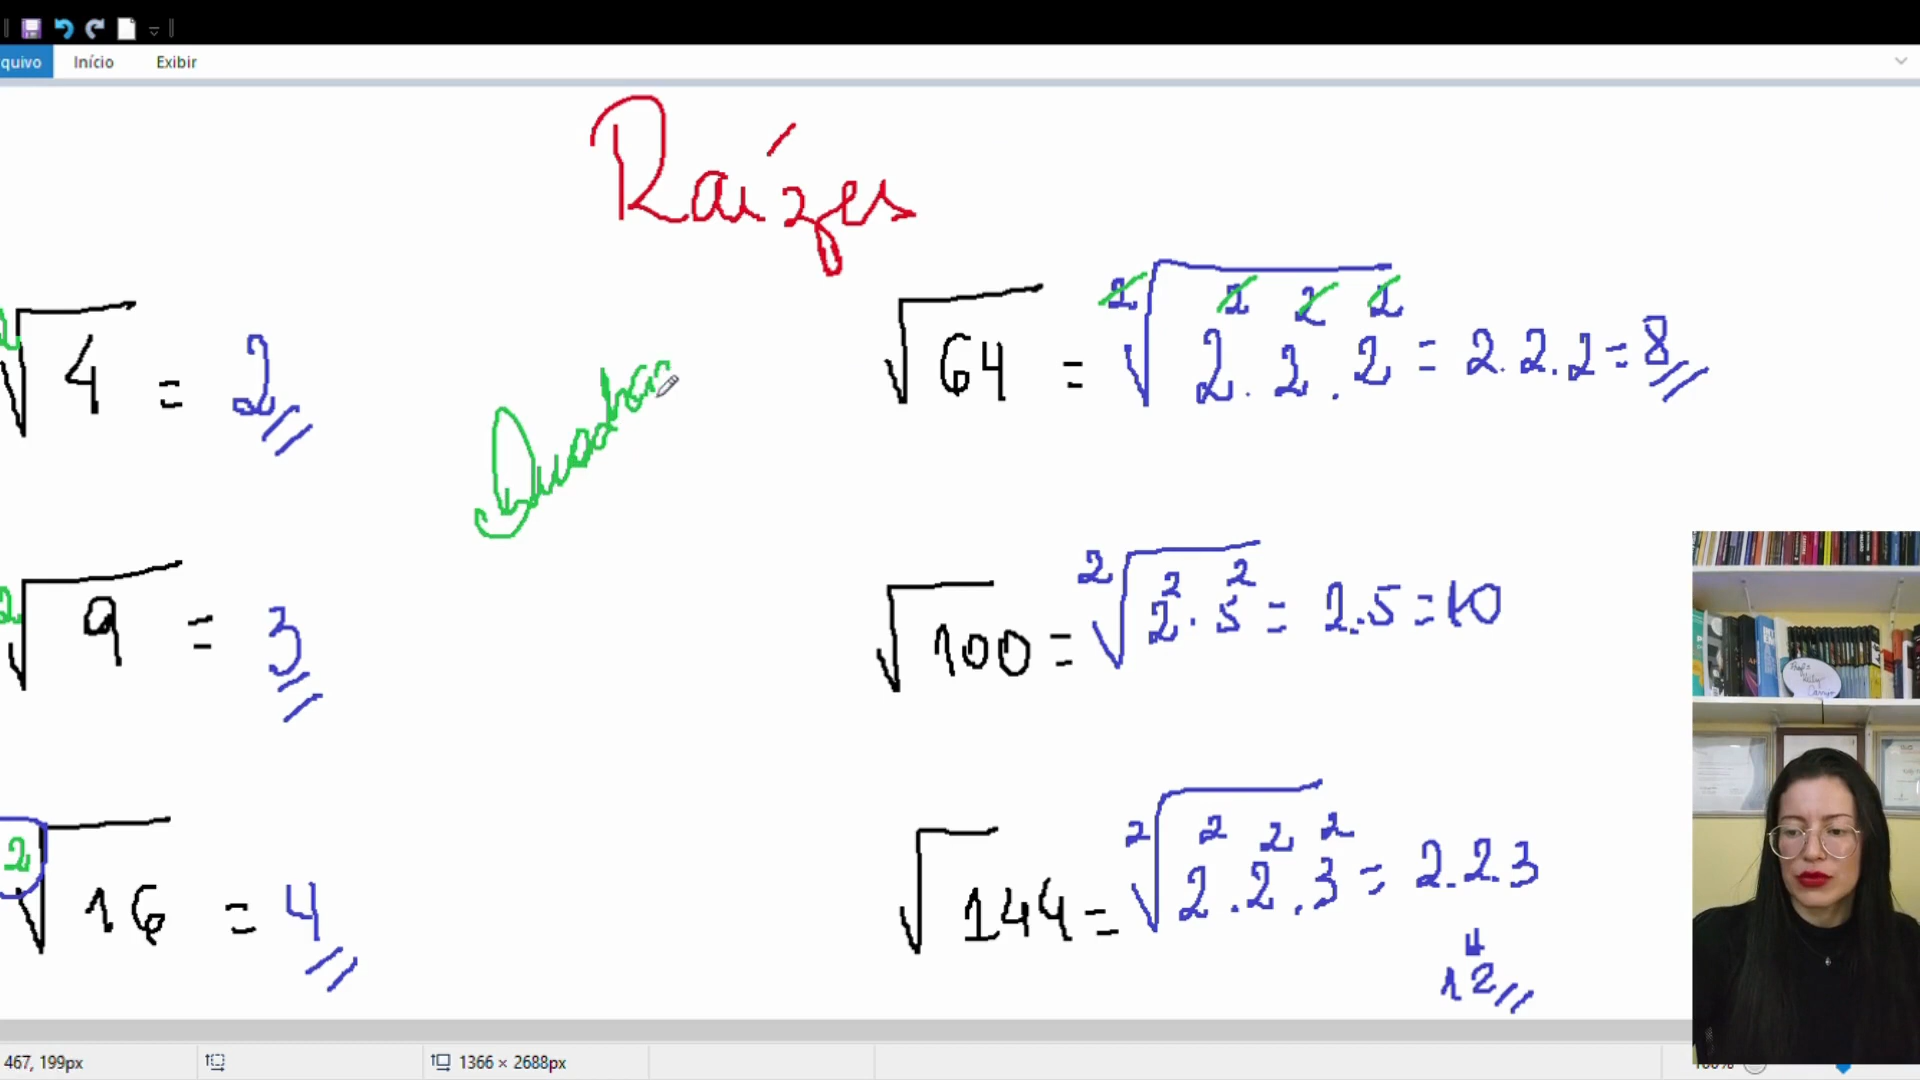 quivo Início Exibir
Raízes
2√4 = 2
Quadra
√64 = 2√2².2².2² = 2.2.2 = 8
2√9 = 3
√100 = 2√2².5² = 2.5 = 10
2√16 = 4
√144 = 2√2².2².3² = 2.2.3
12
467, 199px 1366 × 2688px 100%